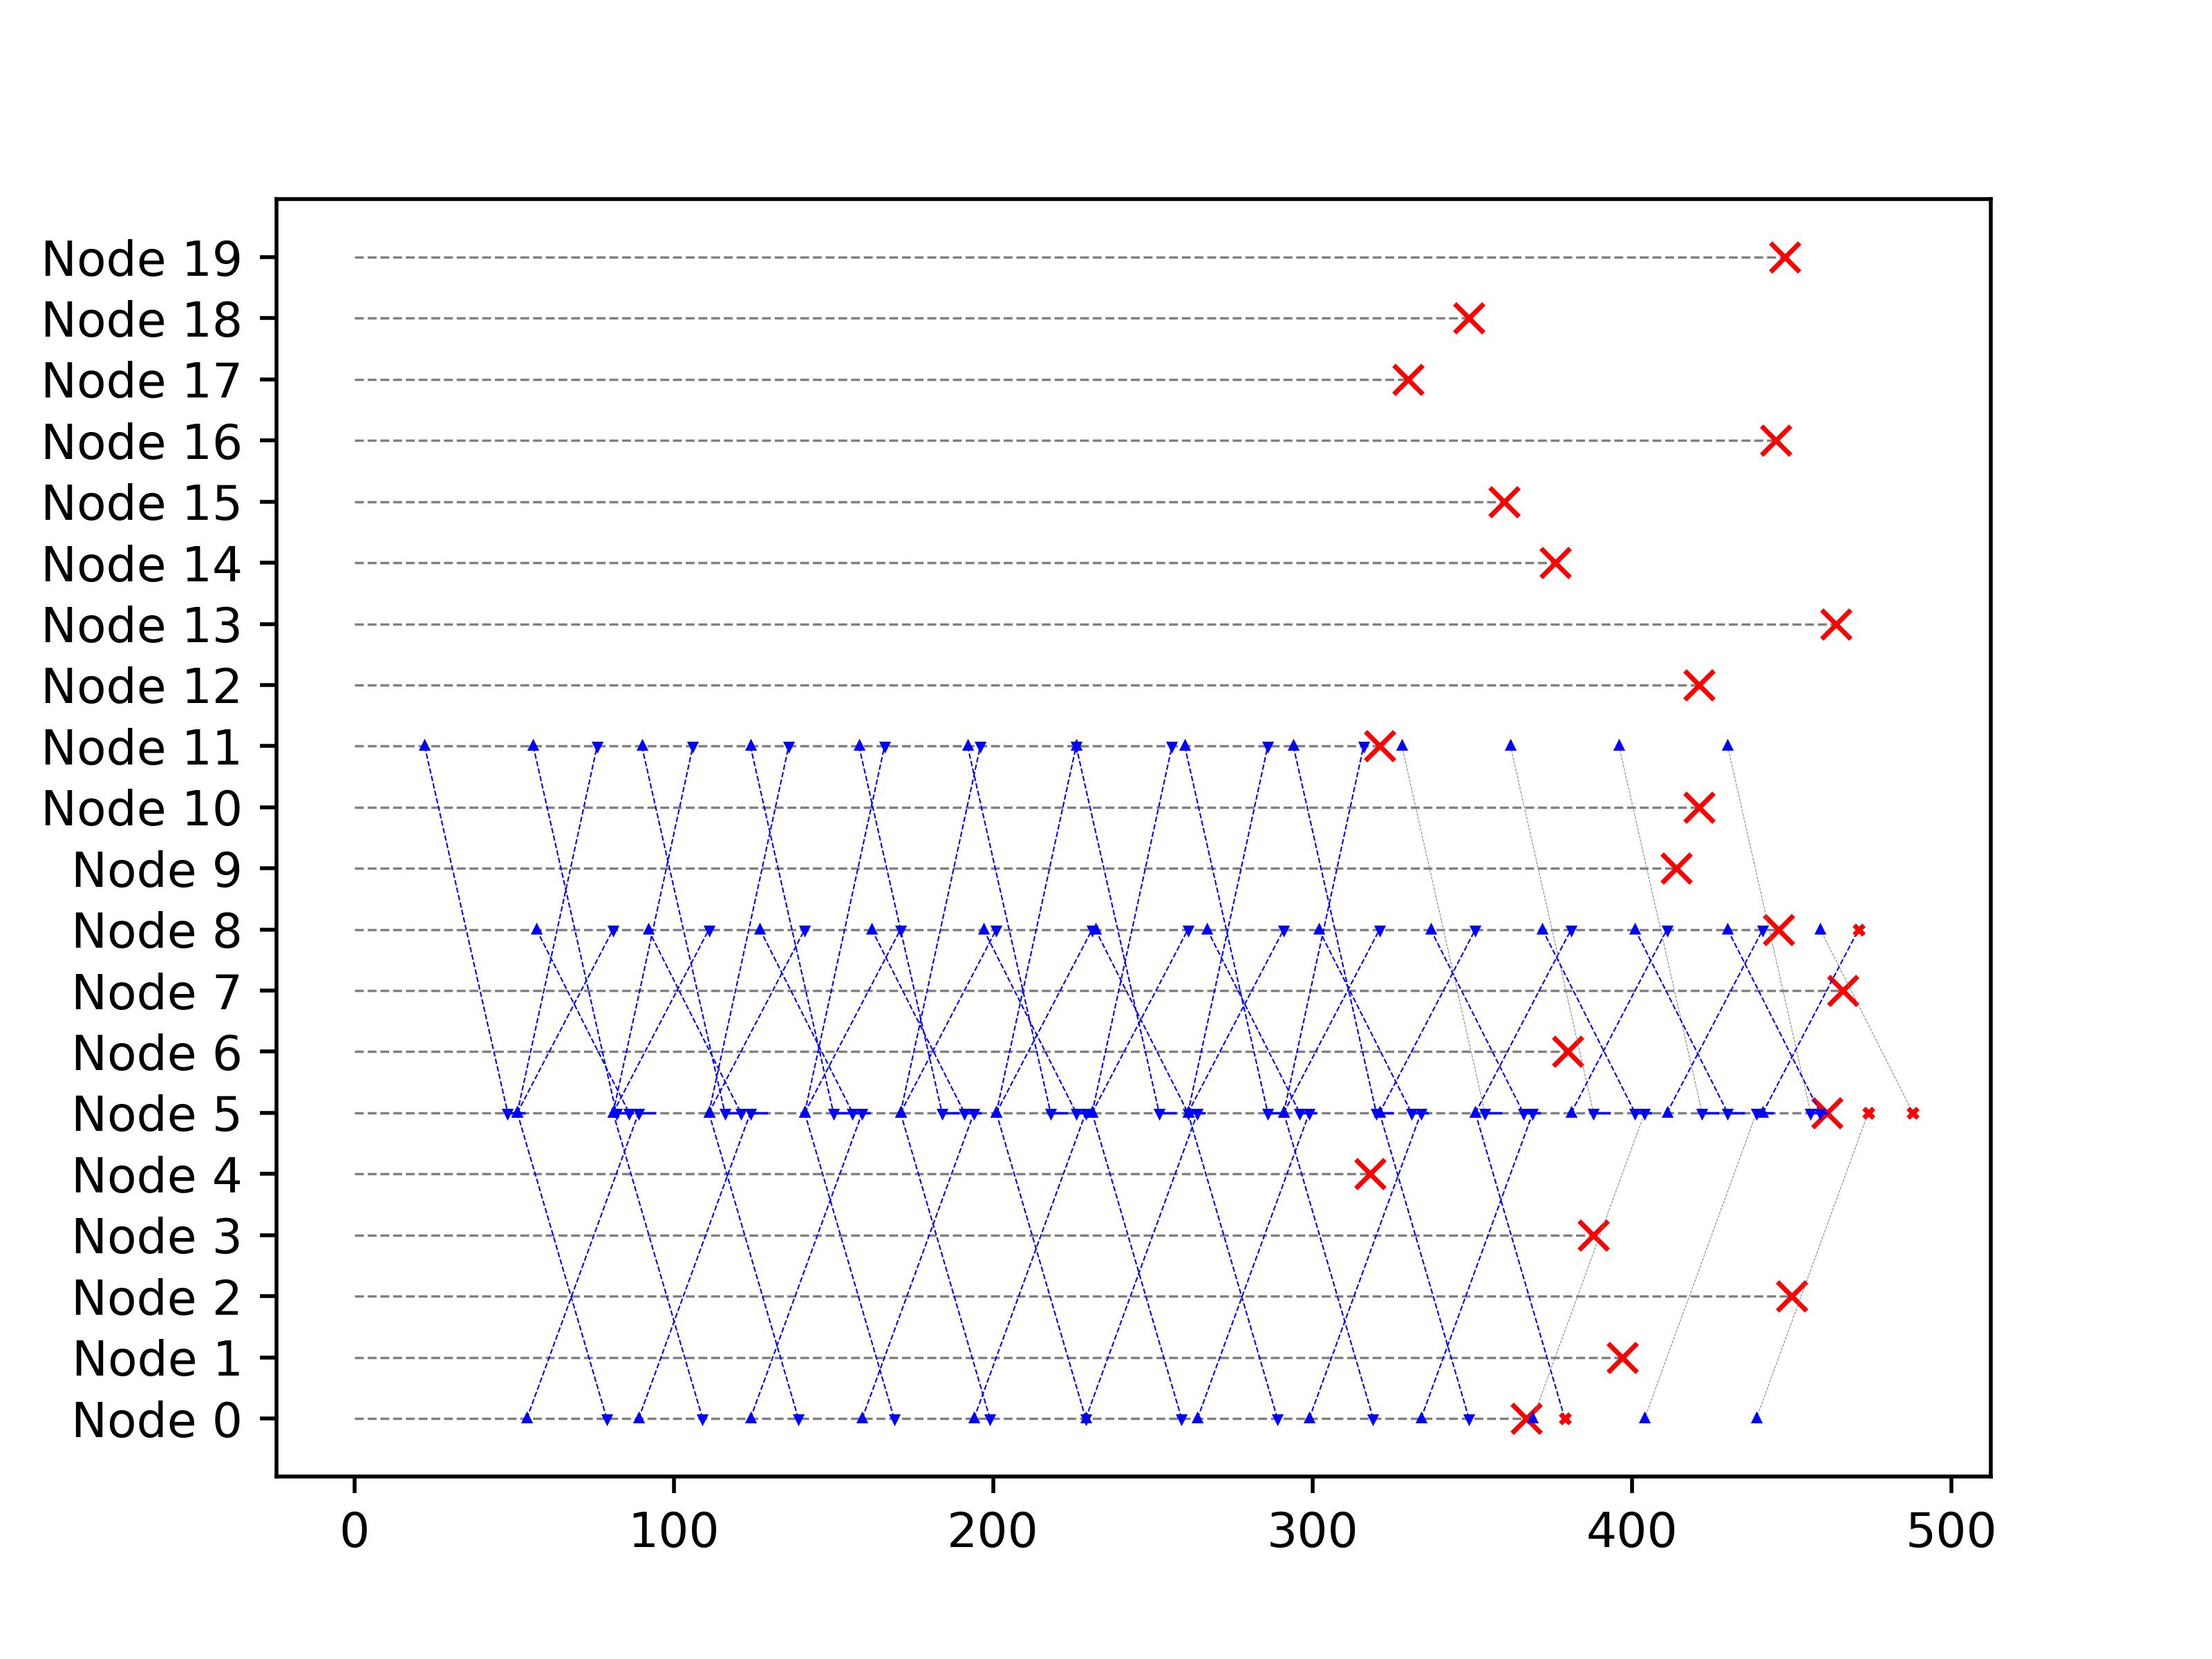 Node 19
Node 18
Node 17
Node 16
Node 15
Node 14
Node 13
Node 12
Node 11
Node 10
Node 9
Node 8
Node 7
Node 6
Node 5
Node 4
Node 3
Node 2
Node 1
Node 0
0 100 200 300 400 500